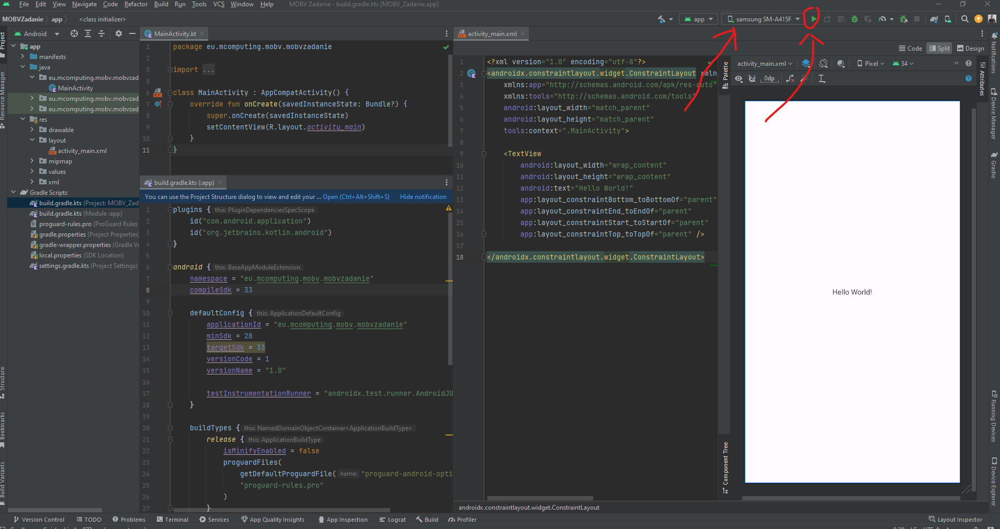 File Edit View Navigate Code Refactor Build Run Tools VCS Window Help MOBV Zadanie - build.gradle.kts [MOBV_Zadanie.app]
MOBVZadanie app <class initializer> app samsung SM-A415F
Project
Resource Manager
Structure
Bookmarks
Build Variants
Android
app
manifests
java
eu.mcomputing.mobv.mobvzad
MainActivity
eu.mcomputing.mobv.mobvzada
eu.mcomputing.mobv.mobvzada
res
drawable
layout
activity_main.xml
mipmap
values
xml
Gradle Scripts
build.gradle.kts (Project: MOBV_Zad
build.gradle.kts (Module :app)
proguard-rules.pro (ProGuard Rules
gradle.properties (Project Properties)
gradle-wrapper.properties (Gradle Ve
local.properties (SDK Location)
settings.gradle.kts (Project Settings)
MainActivity.kt
1 package eu.mcomputing.mobv.mobvzadanie
2
3 import ...
5
6 class MainActivity : AppCompatActivity() {
7 override fun onCreate(savedInstanceState: Bundle?) {
8 super.onCreate(savedInstanceState)
9 setContentView(R.layout.activity_main)
10 }
11 }
build.gradle.kts (:app)
You can use the Project Structure dialog to view and edit your ... Open (Ctrl+Alt+Shift+S) Hide notification
1 plugins { this: PluginDependenciesSpecScope
2 id("com.android.application")
3 id("org.jetbrains.kotlin.android")
4 }
5
6 android { this: BaseAppModuleExtension
7 namespace = "eu.mcomputing.mobv.mobvzadanie"
8 compileSdk = 33
9
10 defaultConfig { this: ApplicationDefaultConfig
11 applicationId = "eu.mcomputing.mobv.mobvzadanie"
12 minSdk = 28
13 targetSdk = 33
14 versionCode = 1
15 versionName = "1.0"
16
17 testInstrumentationRunner = "androidx.test.runner.AndroidJU
18 }
19
20 buildTypes { this: NamedDomainObjectContainer<ApplicationBuildType>
21 release { this: ApplicationBuildType
22 isMinifyEnabled = false
23 proguardFiles(
24 getDefaultProguardFile( name: "proguard-android-opti
25 "proguard-rules.pro"
26 )
27 }
activity_main.xml
Code Split Design
1 <?xml version="1.0" encoding="utf-8"?>
2 <androidx.constraintlayout.widget.ConstraintLayout xmln
3 xmlns:app="http://schemas.android.com/apk/res-auto"
4 xmlns:tools="http://schemas.android.com/tools"
5 android:layout_width="match_parent"
6 android:layout_height="match_parent"
7 tools:context=".MainActivity">
8
9 <TextView
10 android:layout_width="wrap_content"
11 android:layout_height="wrap_content"
12 android:text="Hello World!"
13 app:layout_constraintBottom_toBottomOf="parent"
14 app:layout_constraintEnd_toEndOf="parent"
15 app:layout_constraintStart_toStartOf="parent"
16 app:layout_constraintTop_toTopOf="parent" />
17
18 </androidx.constraintlayout.widget.ConstraintLayout>
androidx.constraintlayout.widget.ConstraintLayout
Palette
Component Tree
activity_main.xml Pixel 34
0dp
Hello World!
Attributes
Notifications
Device Manager
Gradle
Running Devices
Device Explorer
Version Control TODO Problems Terminal Services App Quality Insights App Inspection Logcat Build Profiler Layout Inspector